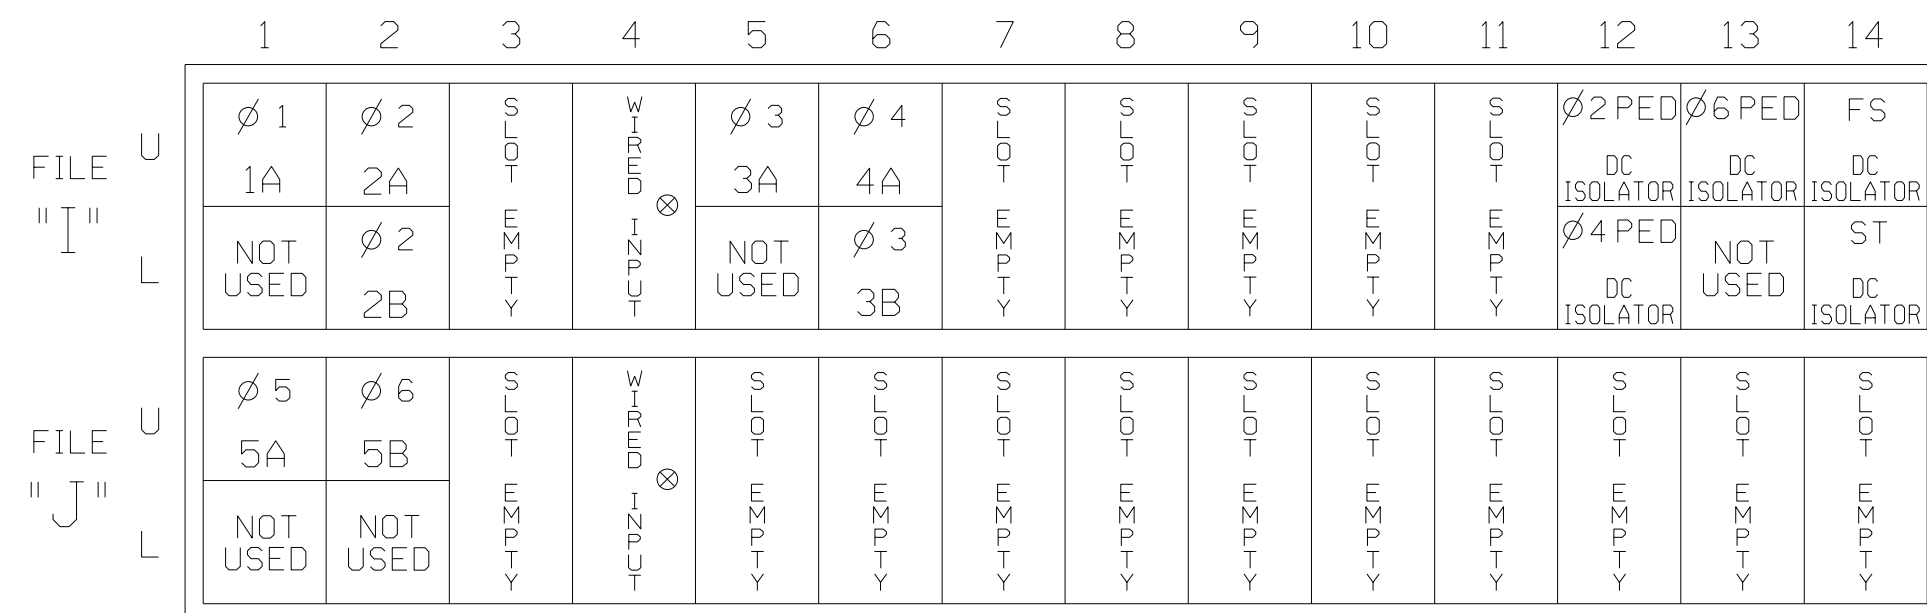 1 2 3 4 5 6 7 8 9 10 11 12 13 14
FILE "I"
U
L
Ø 1
1A
NOT USED
Ø 2
2A
Ø 2
2B
SLOT EMPTY
WIRED INPUT
Ø 3
3A
NOT USED
Ø 4
4A
Ø 3
3B
SLOT EMPTY
SLOT EMPTY
SLOT EMPTY
SLOT EMPTY
SLOT EMPTY
Ø2 PED
DC
ISOLATOR
Ø4 PED
DC
ISOLATOR
Ø6 PED
DC
ISOLATOR
NOT
USED
FS
DC
ISOLATOR
ST
DC
ISOLATOR
FILE "J"
U
L
Ø 5
5A
NOT
USED
Ø 6
5B
NOT
USED
SLOT EMPTY
WIRED INPUT
SLOT EMPTY
SLOT EMPTY
SLOT EMPTY
SLOT EMPTY
SLOT EMPTY
SLOT EMPTY
SLOT EMPTY
SLOT EMPTY
SLOT EMPTY
SLOT EMPTY